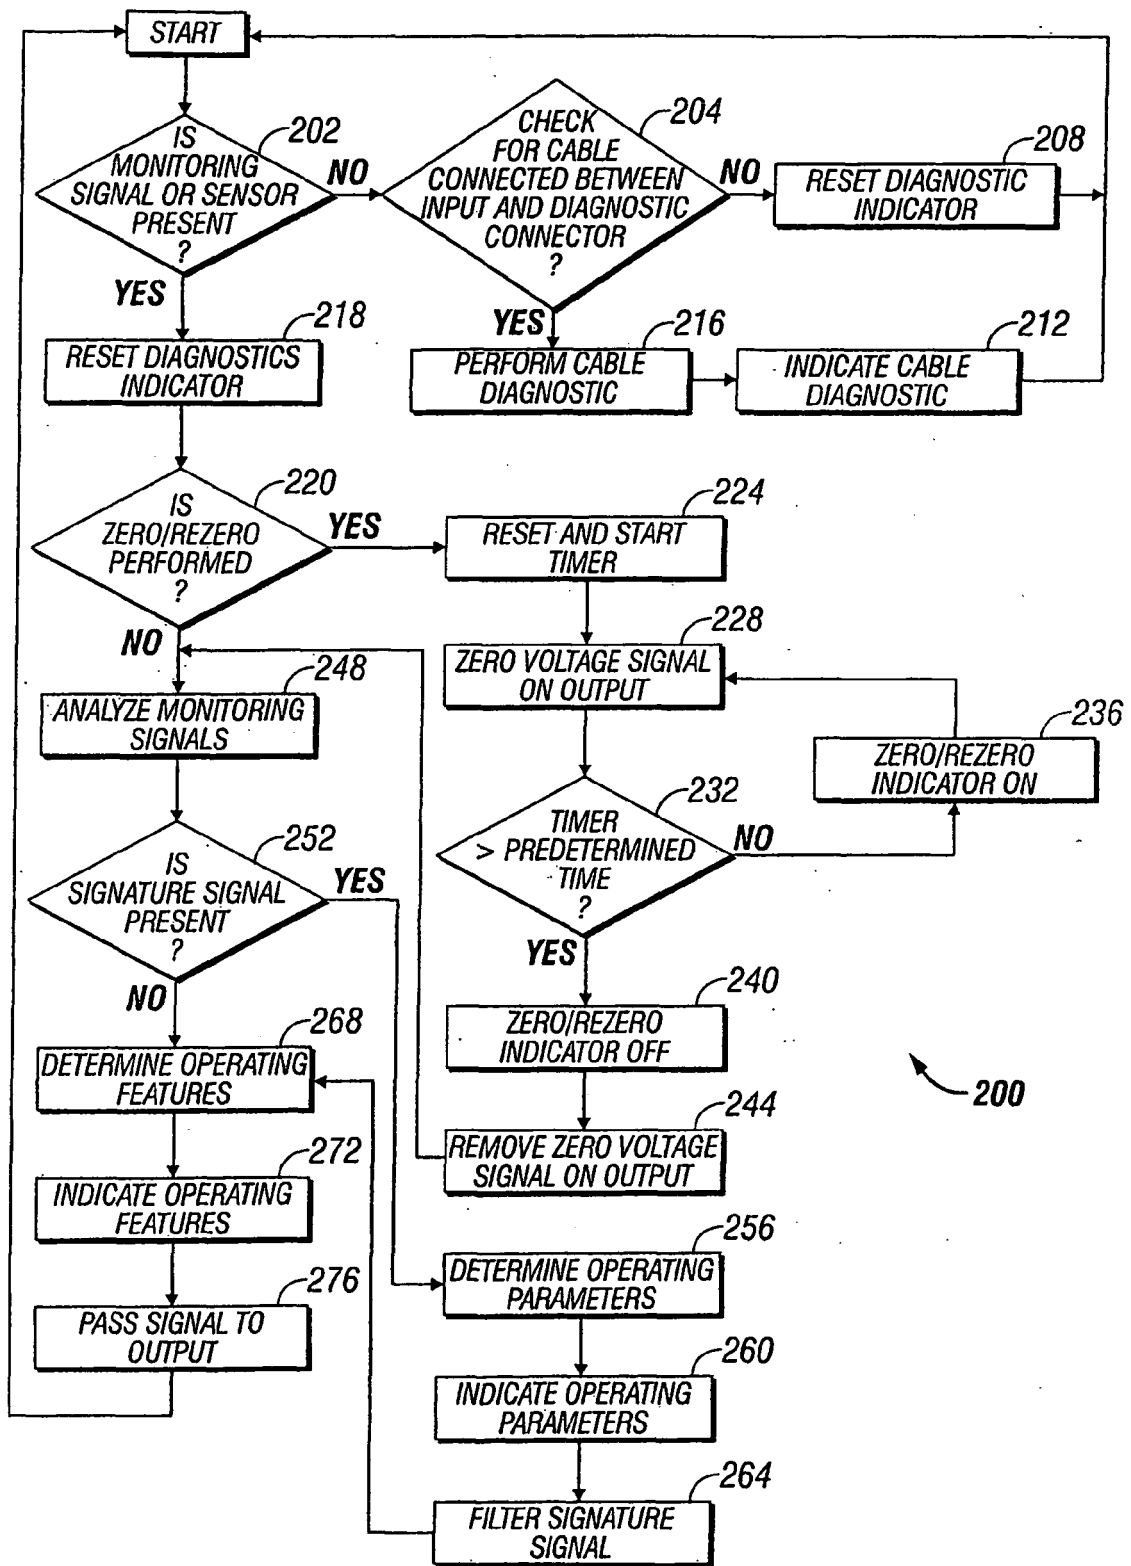 START
IS
MONITORING
SIGNAL OR SENSOR
PRESENT
?
202
NO
YES
CHECK
FOR CABLE
CONNECTED BETWEEN
INPUT AND DIAGNOSTIC
CONNECTOR
?
204
NO
YES
208
RESET DIAGNOSTIC
INDICATOR
218
RESET DIAGNOSTICS
INDICATOR
216
PERFORM CABLE
DIAGNOSTIC
212
INDICATE CABLE
DIAGNOSTIC
220
IS
ZERO/REZERO
PERFORMED
?
YES
NO
224
RESET AND START
TIMER
228
ZERO VOLTAGE SIGNAL
ON OUTPUT
248
ANALYZE MONITORING
SIGNALS
236
ZERO/REZERO
INDICATOR ON
232
TIMER
> PREDETERMINED
TIME
?
NO
YES
252
IS
SIGNATURE SIGNAL
PRESENT
?
YES
NO
240
ZERO/REZERO
INDICATOR OFF
268
DETERMINE OPERATING
FEATURES
200
244
REMOVE ZERO VOLTAGE
SIGNAL ON OUTPUT
272
INDICATE OPERATING
FEATURES
256
DETERMINE OPERATING
PARAMETERS
276
PASS SIGNAL TO
OUTPUT
260
INDICATE OPERATING
PARAMETERS
264
FILTER SIGNATURE
SIGNAL